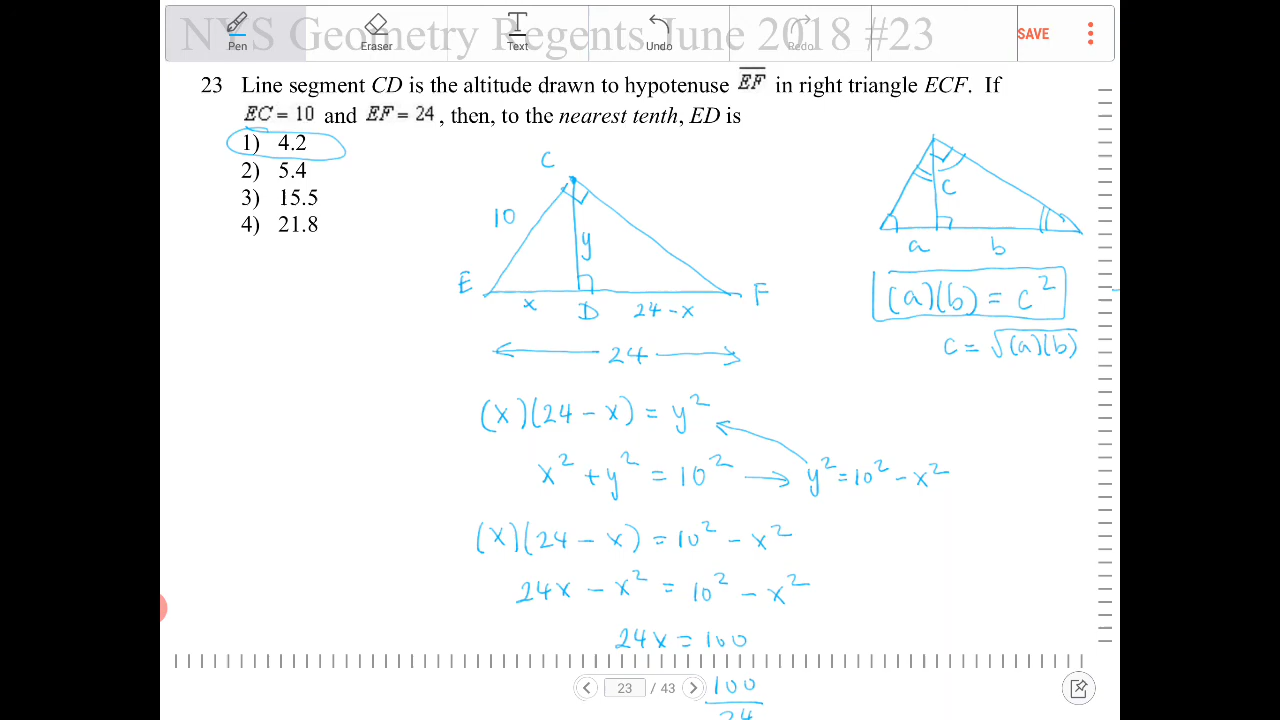 NYS Geometry Regents June 2018 #23
Pen
Eraser
Text
Undo
Redo
SAVE
23 Line segment CD is the altitude drawn to hypotenuse EF in right triangle ECF. If
EC = 10 and EF = 24, then, to the nearest tenth, ED is
1) 4.2
2) 5.4
3) 15.5
4) 21.8
C
10
y
E
F
x
D
24 - x
24
c
a
b
(a)(b) = c²
c = √(a)(b)
(x)(24 - x) = y²
x² + y² = 10² → y² = 10² - x²
(x)(24 - x) = 10² - x²
24x - x² = 10² - x²
24x = 100
100
24
23 / 43